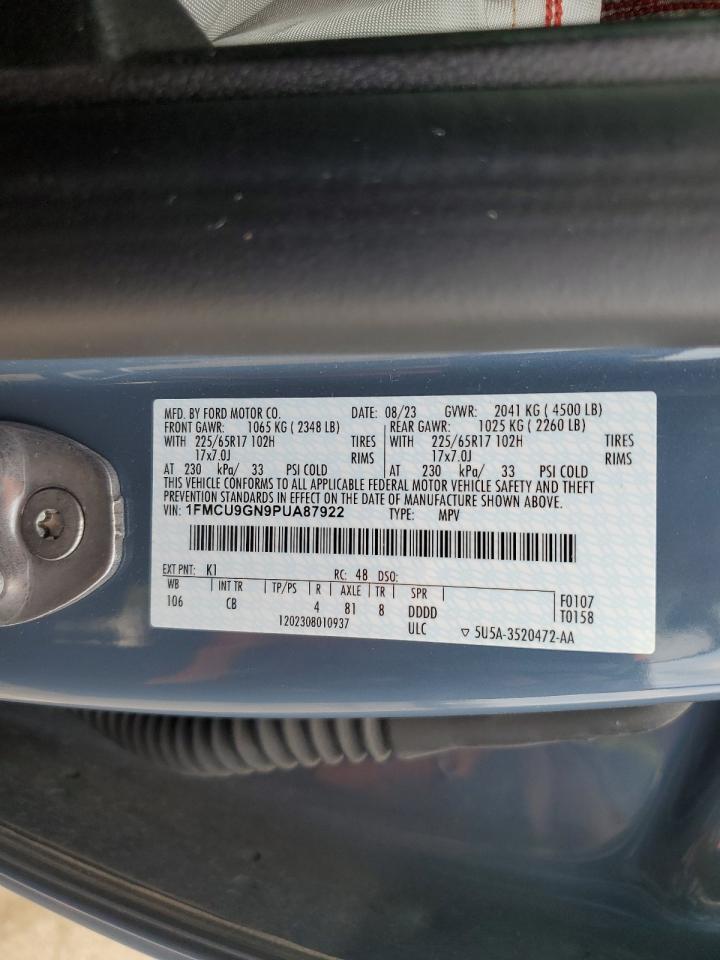 MFD. BY FORD MOTOR CO. DATE: 08/23 GVWR: 2041 KG ( 4500 LB)
FRONT GAWR: 1065 KG ( 2348 LB) REAR GAWR: 1025 KG ( 2260 LB)
WITH 225/65R17 102H TIRES WITH 225/65R17 102H TIRES
17x7.0J RIMS 17x7.0J RIMS
AT 230 kPa/ 33 PSI COLD AT 230 kPa/ 33 PSI COLD
THIS VEHICLE CONFORMS TO ALL APPLICABLE FEDERAL MOTOR VEHICLE SAFETY AND THEFT
PREVENTION STANDARDS IN EFFECT ON THE DATE OF MANUFACTURE SHOWN ABOVE.
VIN: 1FMCU9GN9PUA87922 TYPE: MPV
EXT PNT: K1 RC: 48 DSO:
WB INT TR TP/PS R AXLE TR SPR
106 CB 4 81 8 DDDD F0107
1202308010937 ULC ▽ 5U5A-3520472-AA T0158